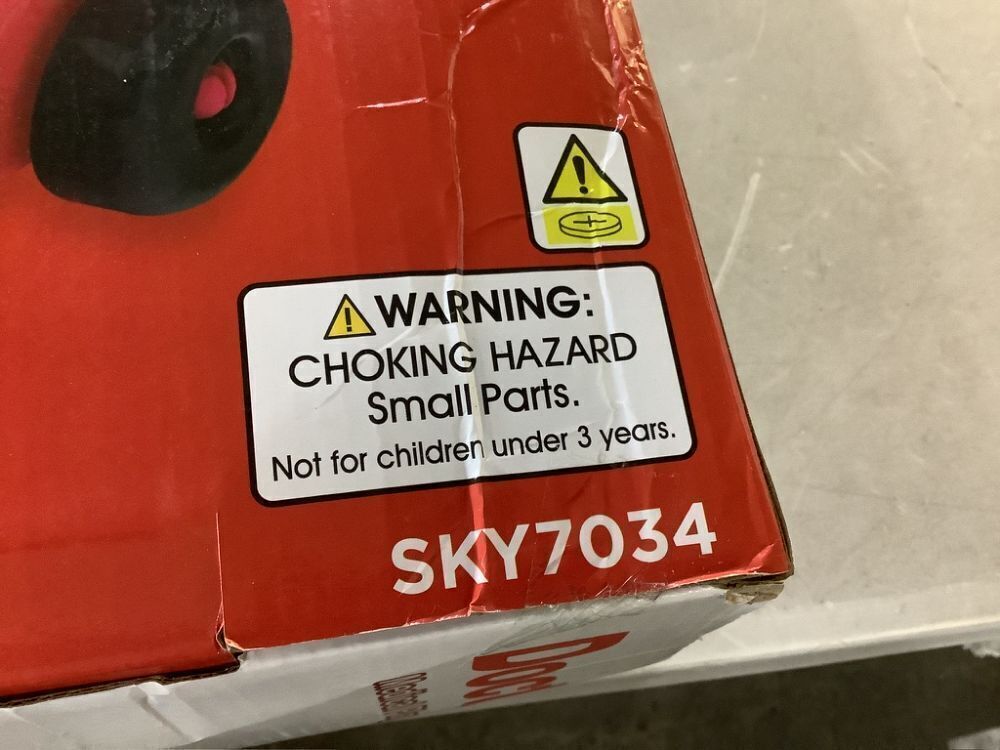 WARNING:
CHOKING HAZARD
Small Parts.
Not for children under 3 years.
SKY7034